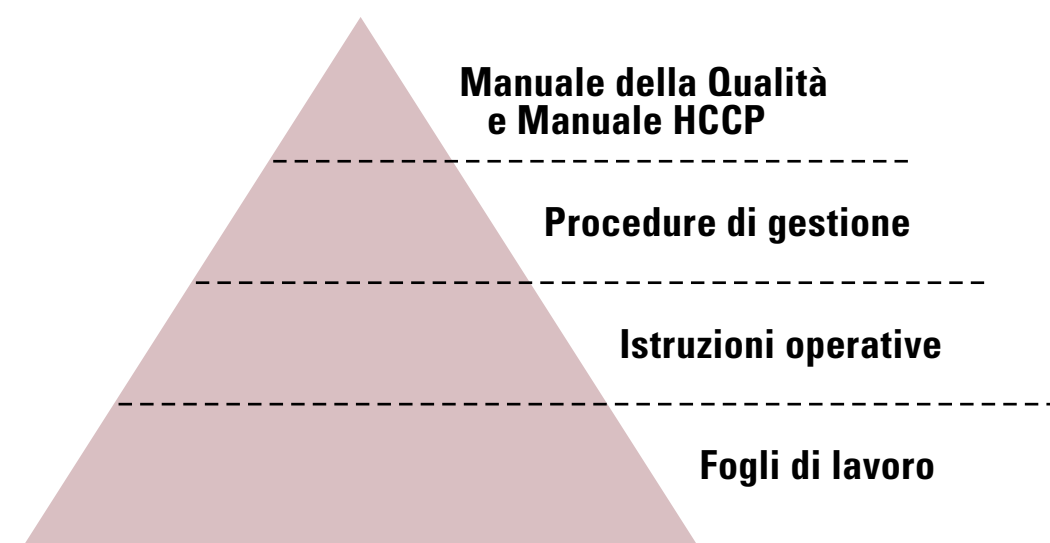 Manuale della Qualità
e Manuale HCCP
Procedure di gestione
Istruzioni operative
Fogli di lavoro